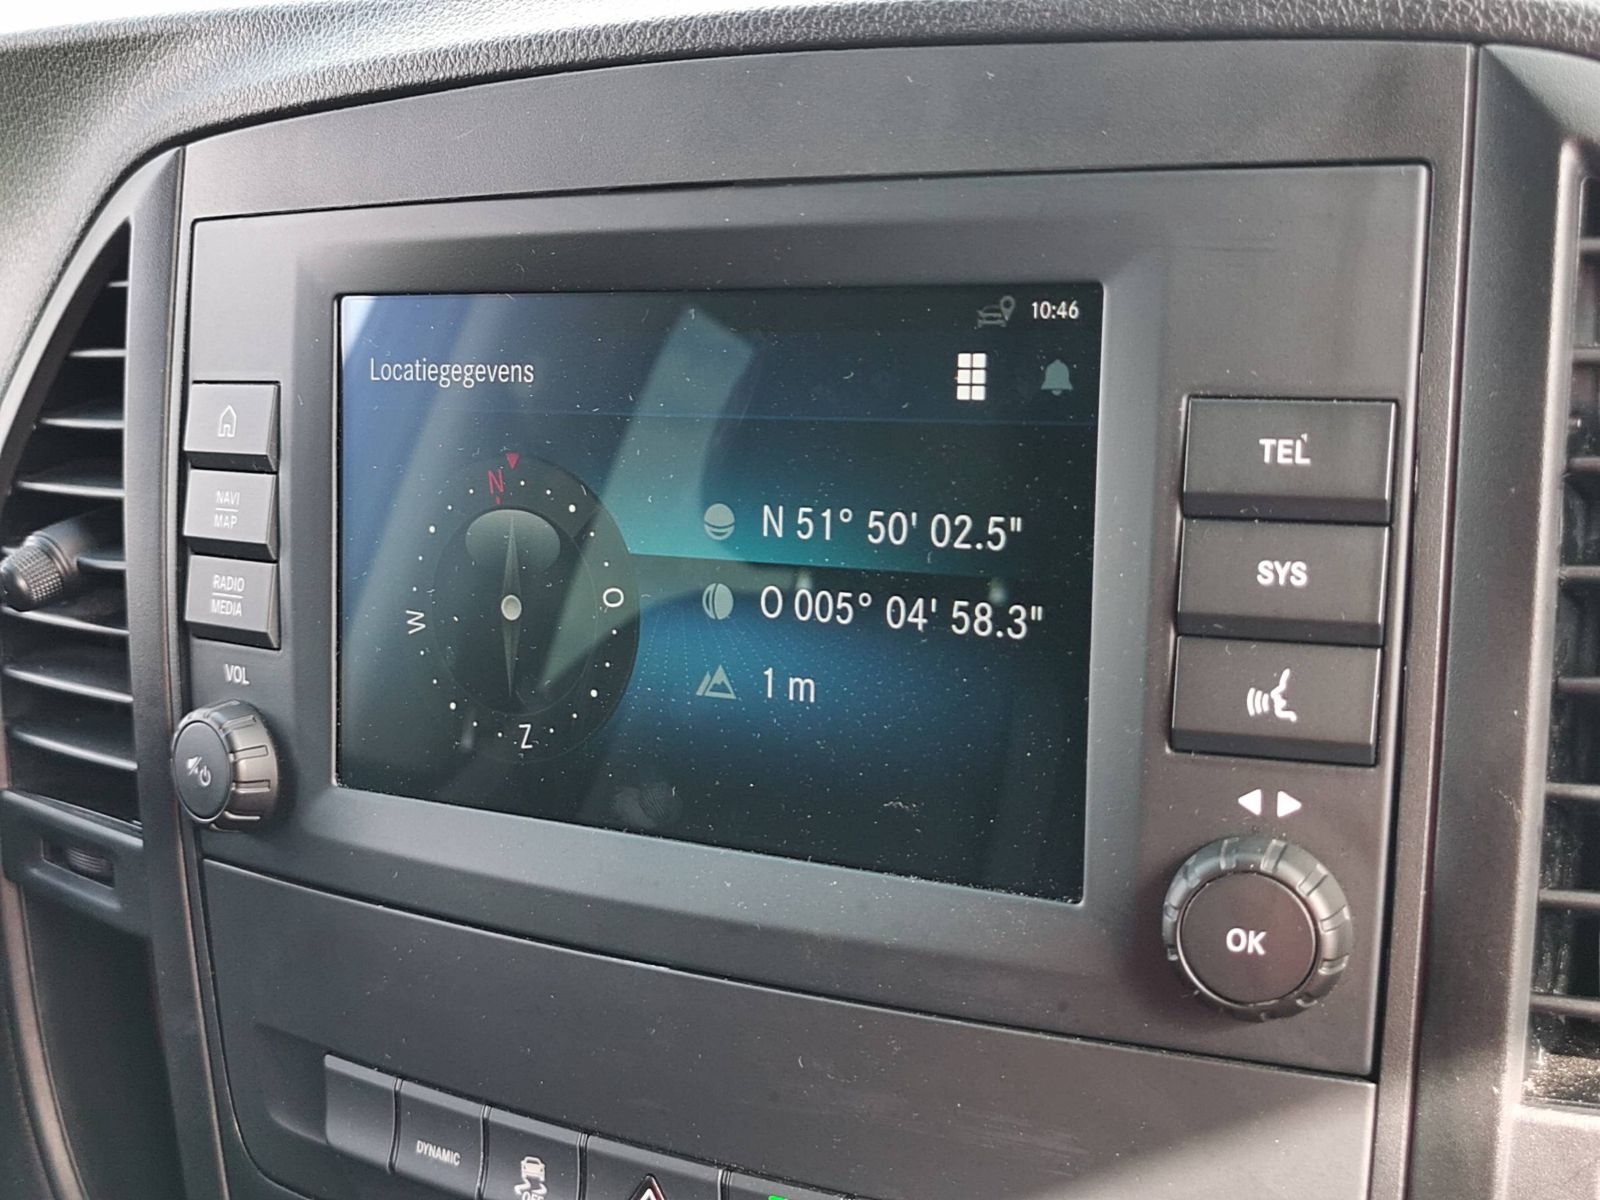 10:46
Locatiegegevens
N
W
O
Z
N 51° 50' 02.5"
O 005° 04' 58.3"
1 m
NAVI
MAP
RADIO
MEDIA
VOL
TEL
SYS
OK
DYNAMIC
OFF